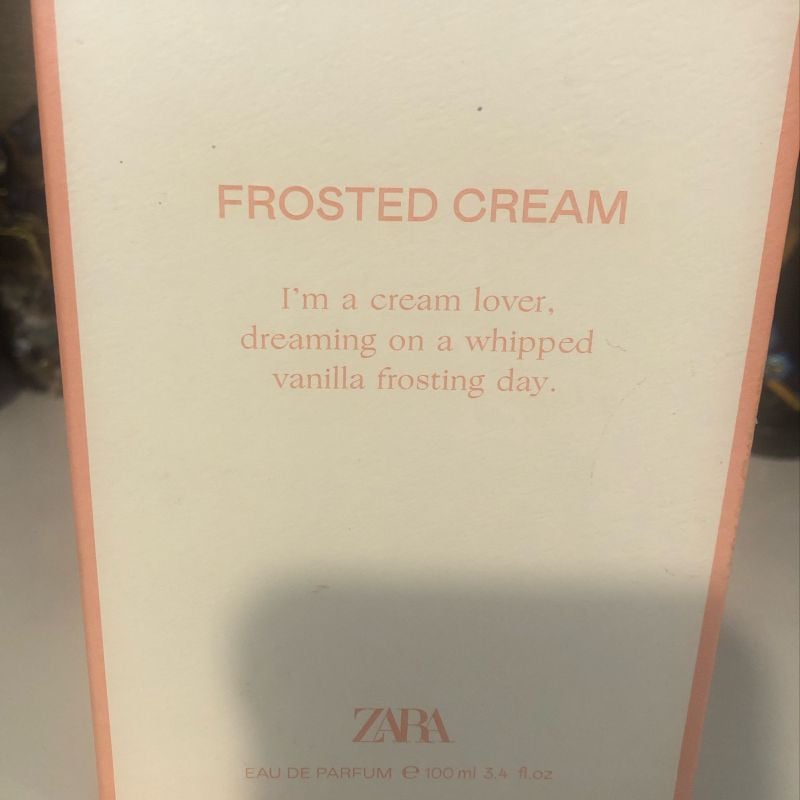 FROSTED CREAM
I'm a cream lover,
dreaming on a whipped
vanilla frosting day.
ZARA
EAU DE PARFUM ℮ 100 ml 3.4 fl.oz